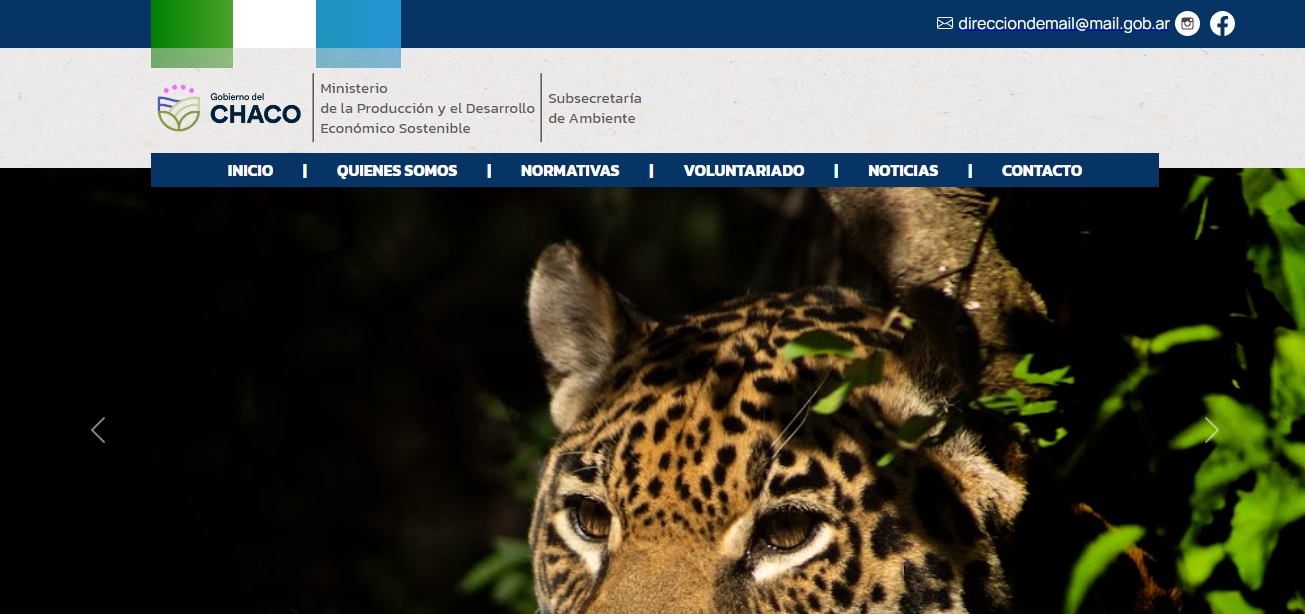 direcciondemail@mail.gob.ar
Gobierno del
CHACO
Ministerio
de la Producción y el Desarrollo
Económico Sostenible
Subsecretaría
de Ambiente
INICIO | QUIENES SOMOS | NORMATIVAS | VOLUNTARIADO | NOTICIAS | CONTACTO